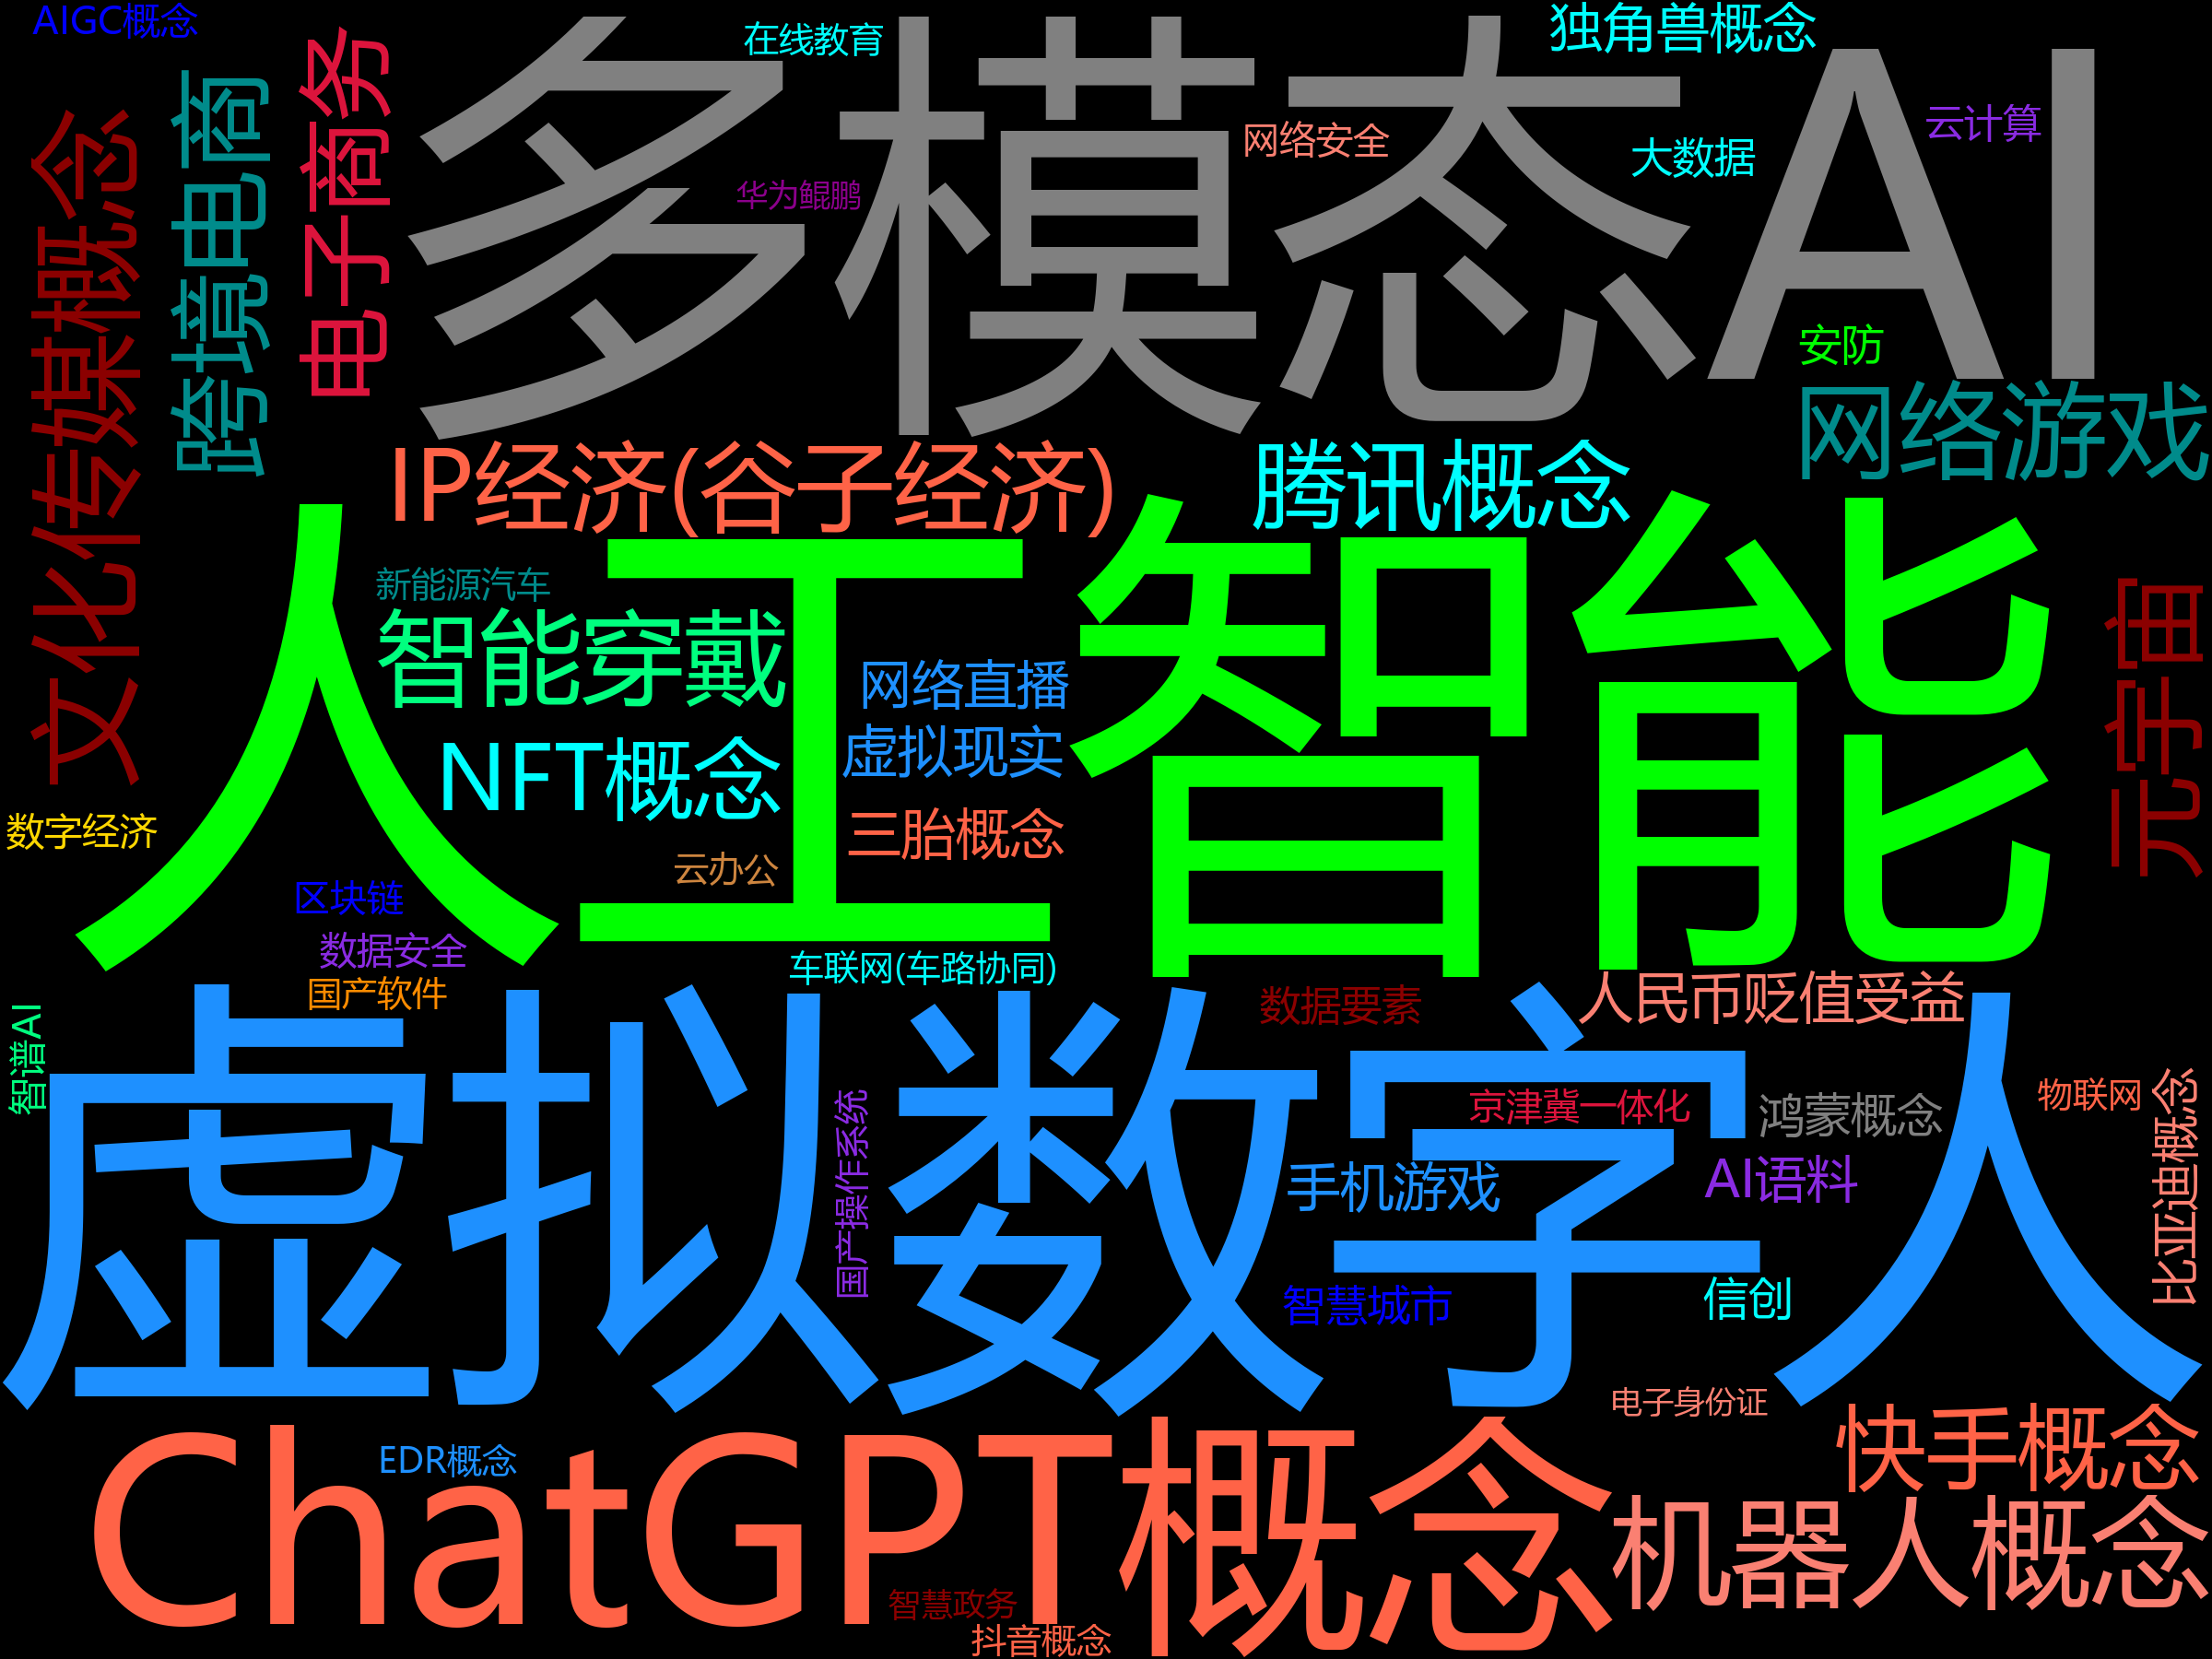 AIGC概念
在线教育
独角兽概念
多模态AI
网络安全
大数据
云计算
华为鲲鹏
文化传媒概念
跨境电商
电子商务
安防
网络游戏
IP经济(谷子经济)
腾讯概念
人工智能
新能源汽车
智能穿戴
网络直播
虚拟现实
NFT概念
三胎概念
元宇宙
数字经济
云办公
区块链
数据安全
国产软件
车联网(车路协同)
数据要素
人民币贬值受益
智谱AI
虚拟数字人
京津冀一体化
鸿蒙概念
物联网
国产操作系统
手机游戏
AI语料
比亚迪概念
智慧城市
信创
电子身份证
ChatGPT概念
EDR概念
快手概念
机器人概念
智慧政务
抖音概念